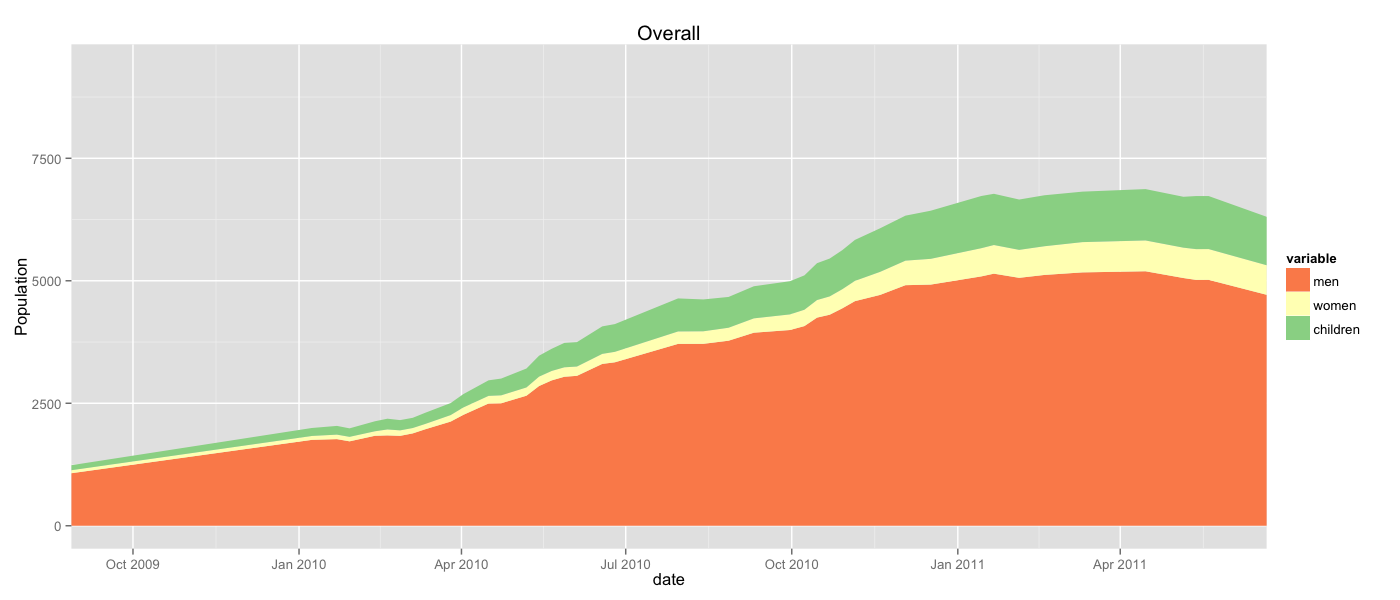 Overall
Population
7500
5000
2500
0
Oct 2009 Jan 2010 Apr 2010 Jul 2010 Oct 2010 Jan 2011 Apr 2011
date
variable
men
women
children